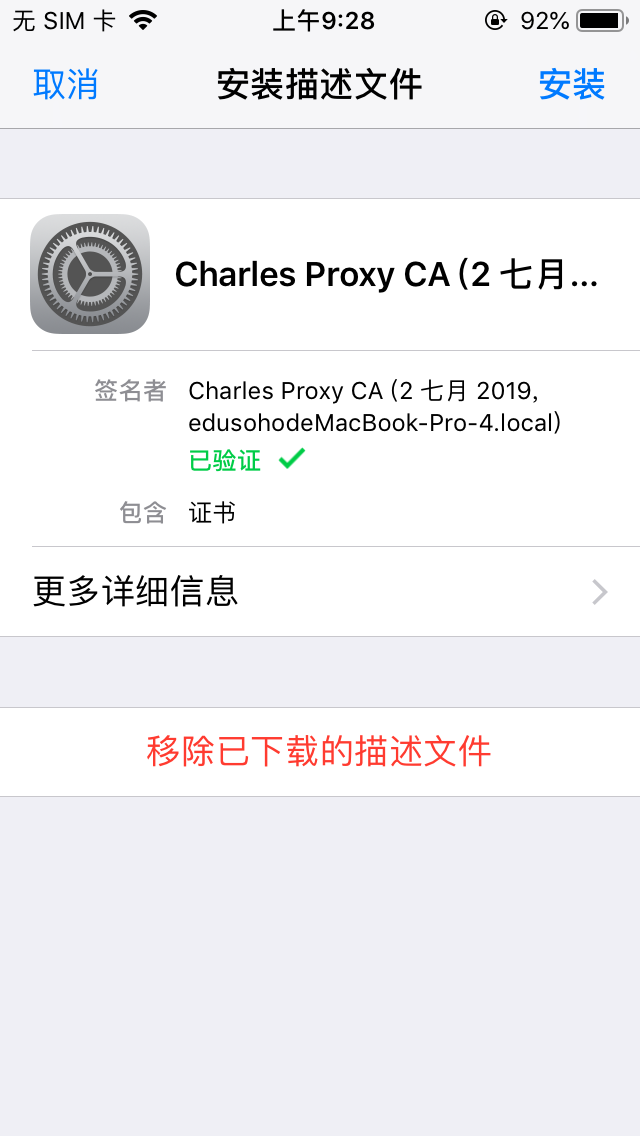 无 SIM 卡 上午9:28 92%
取消 安装描述文件 安装
Charles Proxy CA (2 七月...
签名者 Charles Proxy CA (2 七月 2019,
edusohodeMacBook-Pro-4.local)
已验证
包含 证书
更多详细信息
移除已下载的描述文件